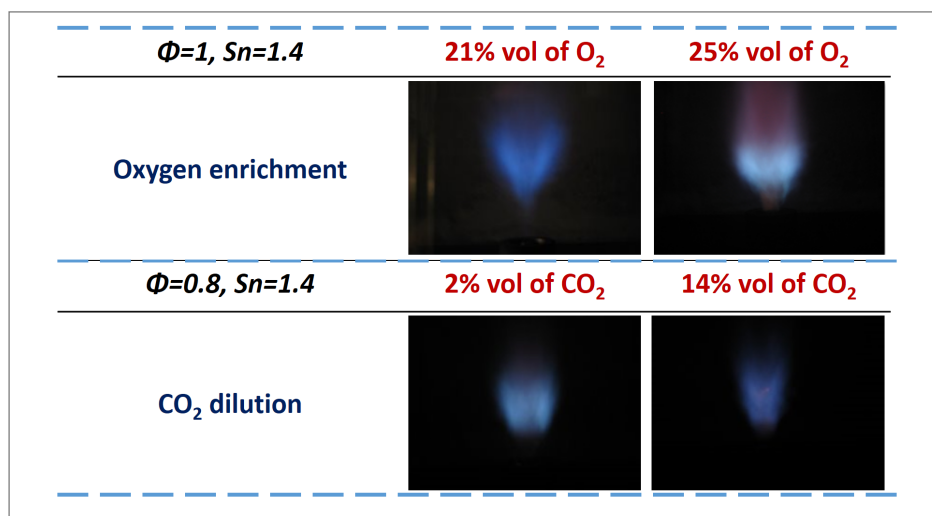 Φ=1, Sn=1.4 21% vol of O₂ 25% vol of O₂
Oxygen enrichment
Φ=0.8, Sn=1.4 2% vol of CO₂ 14% vol of CO₂
CO₂ dilution